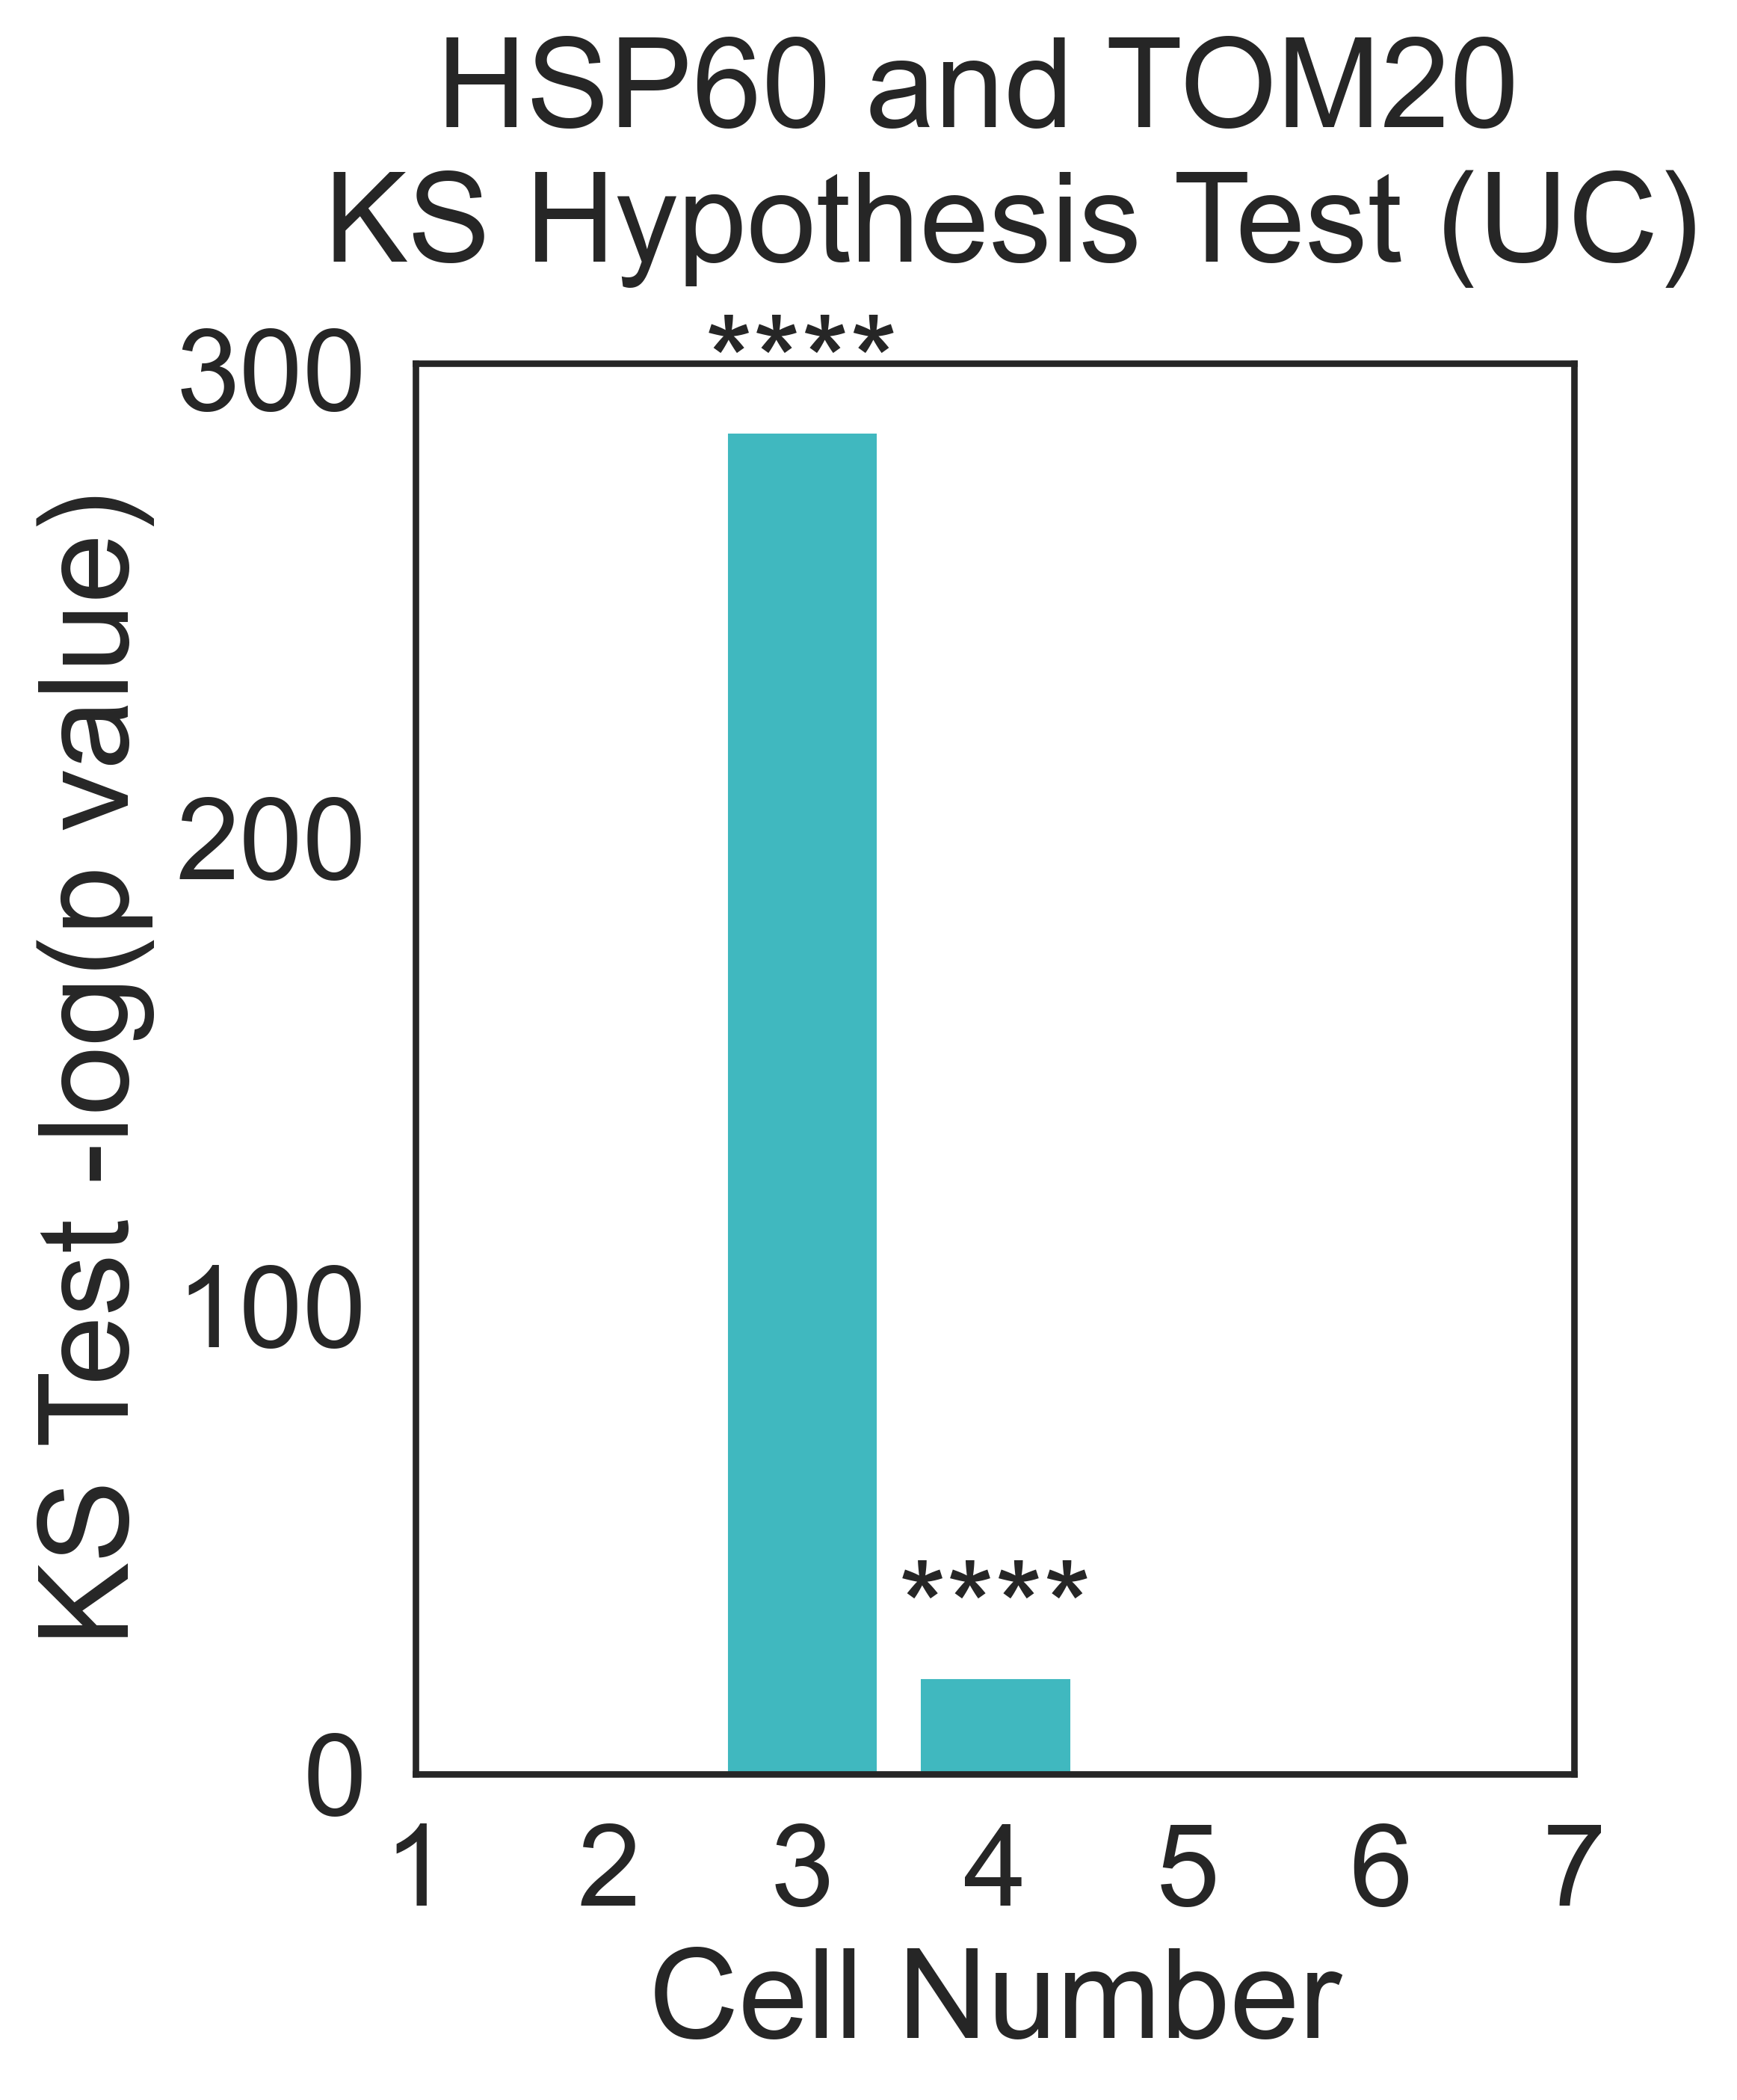 HSP60 and TOM20
KS Hypothesis Test (UC)
****
300
200
100
0
KS Test -log(p value)
****
1 2 3 4 5 6 7
Cell Number